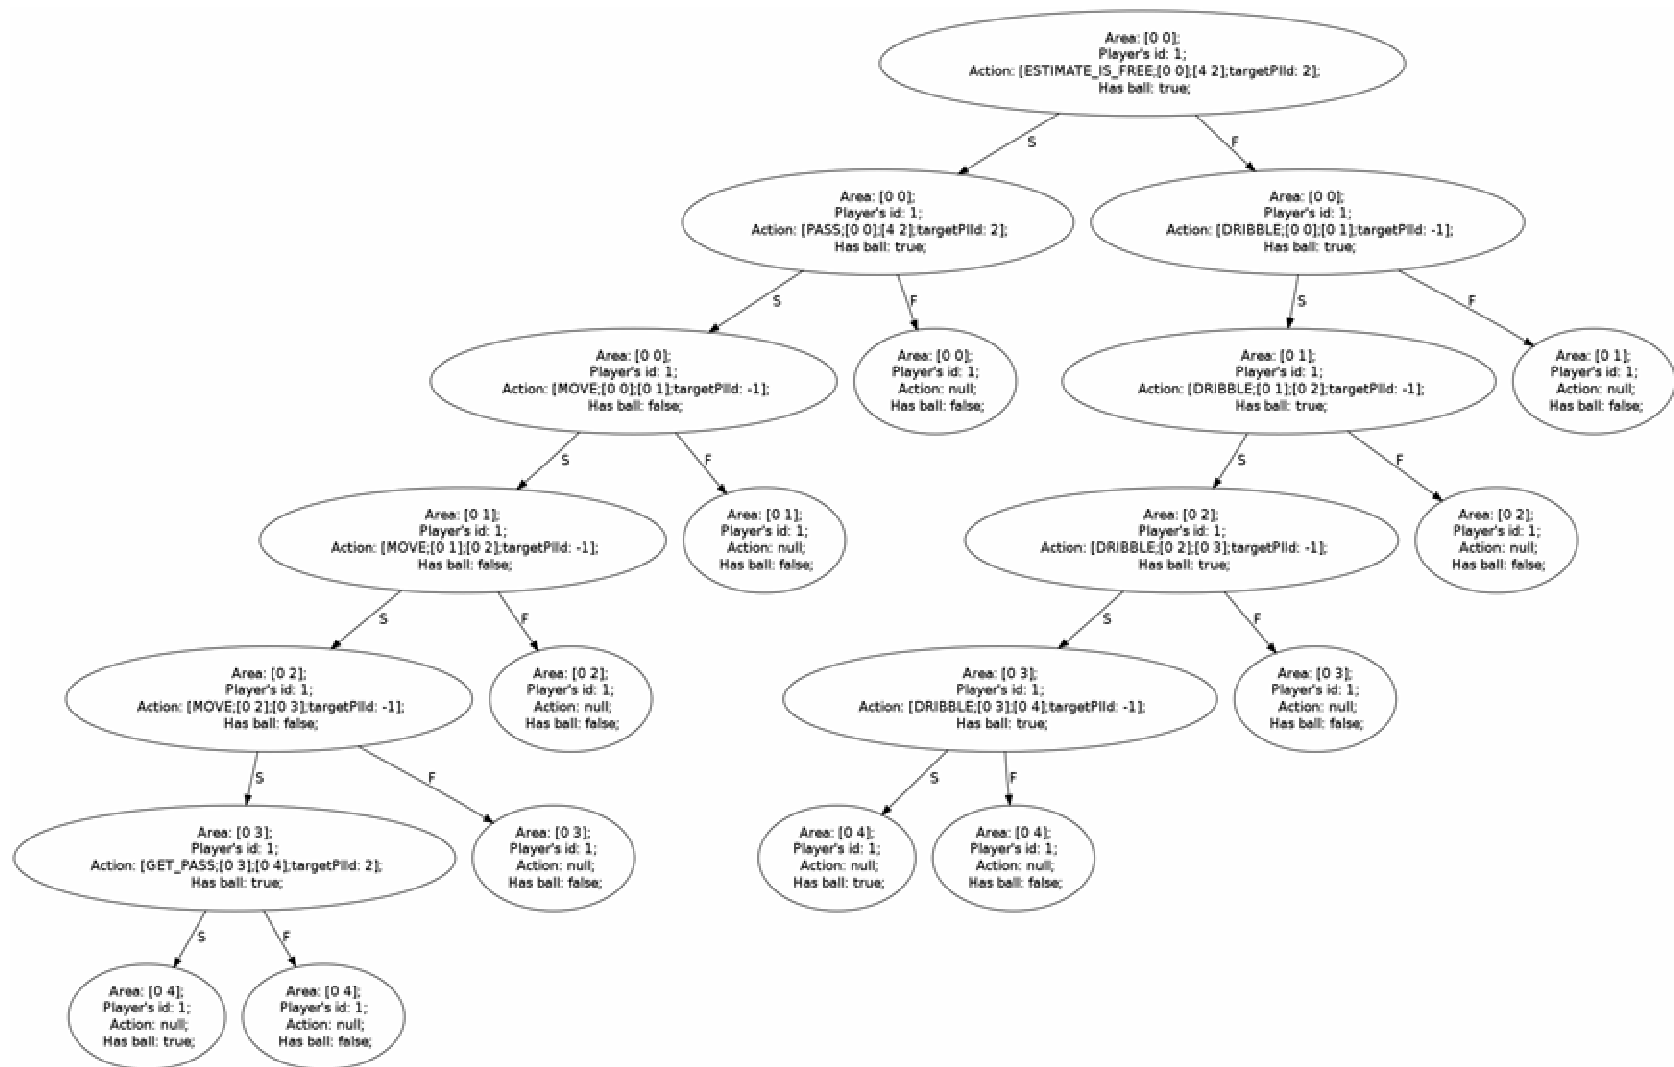 Area: [0 0];
Player's id: 1;
Action: [ESTIMATE_IS_FREE;[0 0];[4 2];targetPlId: 2];
Has ball: true;
S
F
Area: [0 0];
Player's id: 1;
Action: [PASS;[0 0];[4 2];targetPlId: 2];
Has ball: true;
Area: [0 0];
Player's id: 1;
Action: [DRIBBLE;[0 0];[0 1];targetPlId: -1];
Has ball: true;
S
F
S
F
Area: [0 0];
Player's id: 1;
Action: [MOVE;[0 0];[0 1];targetPlId: -1];
Has ball: false;
Area: [0 0];
Player's id: 1;
Action: null;
Has ball: false;
Area: [0 1];
Player's id: 1;
Action: [DRIBBLE;[0 1];[0 2];targetPlId: -1];
Has ball: true;
Area: [0 1];
Player's id: 1;
Action: null;
Has ball: false;
S
F
S
F
Area: [0 1];
Player's id: 1;
Action: [MOVE;[0 1];[0 2];targetPlId: -1];
Has ball: false;
Area: [0 1];
Player's id: 1;
Action: null;
Has ball: false;
Area: [0 2];
Player's id: 1;
Action: [DRIBBLE;[0 2];[0 3];targetPlId: -1];
Has ball: true;
Area: [0 2];
Player's id: 1;
Action: null;
Has ball: false;
S
F
S
F
Area: [0 2];
Player's id: 1;
Action: [MOVE;[0 2];[0 3];targetPlId: -1];
Has ball: false;
Area: [0 2];
Player's id: 1;
Action: null;
Has ball: false;
Area: [0 3];
Player's id: 1;
Action: [DRIBBLE;[0 3];[0 4];targetPlId: -1];
Has ball: true;
Area: [0 3];
Player's id: 1;
Action: null;
Has ball: false;
S
F
S
F
Area: [0 3];
Player's id: 1;
Action: [GET_PASS;[0 3];[0 4];targetPlId: 2];
Has ball: true;
Area: [0 3];
Player's id: 1;
Action: null;
Has ball: false;
Area: [0 4];
Player's id: 1;
Action: null;
Has ball: true;
Area: [0 4];
Player's id: 1;
Action: null;
Has ball: false;
S
F
Area: [0 4];
Player's id: 1;
Action: null;
Has ball: true;
Area: [0 4];
Player's id: 1;
Action: null;
Has ball: false;